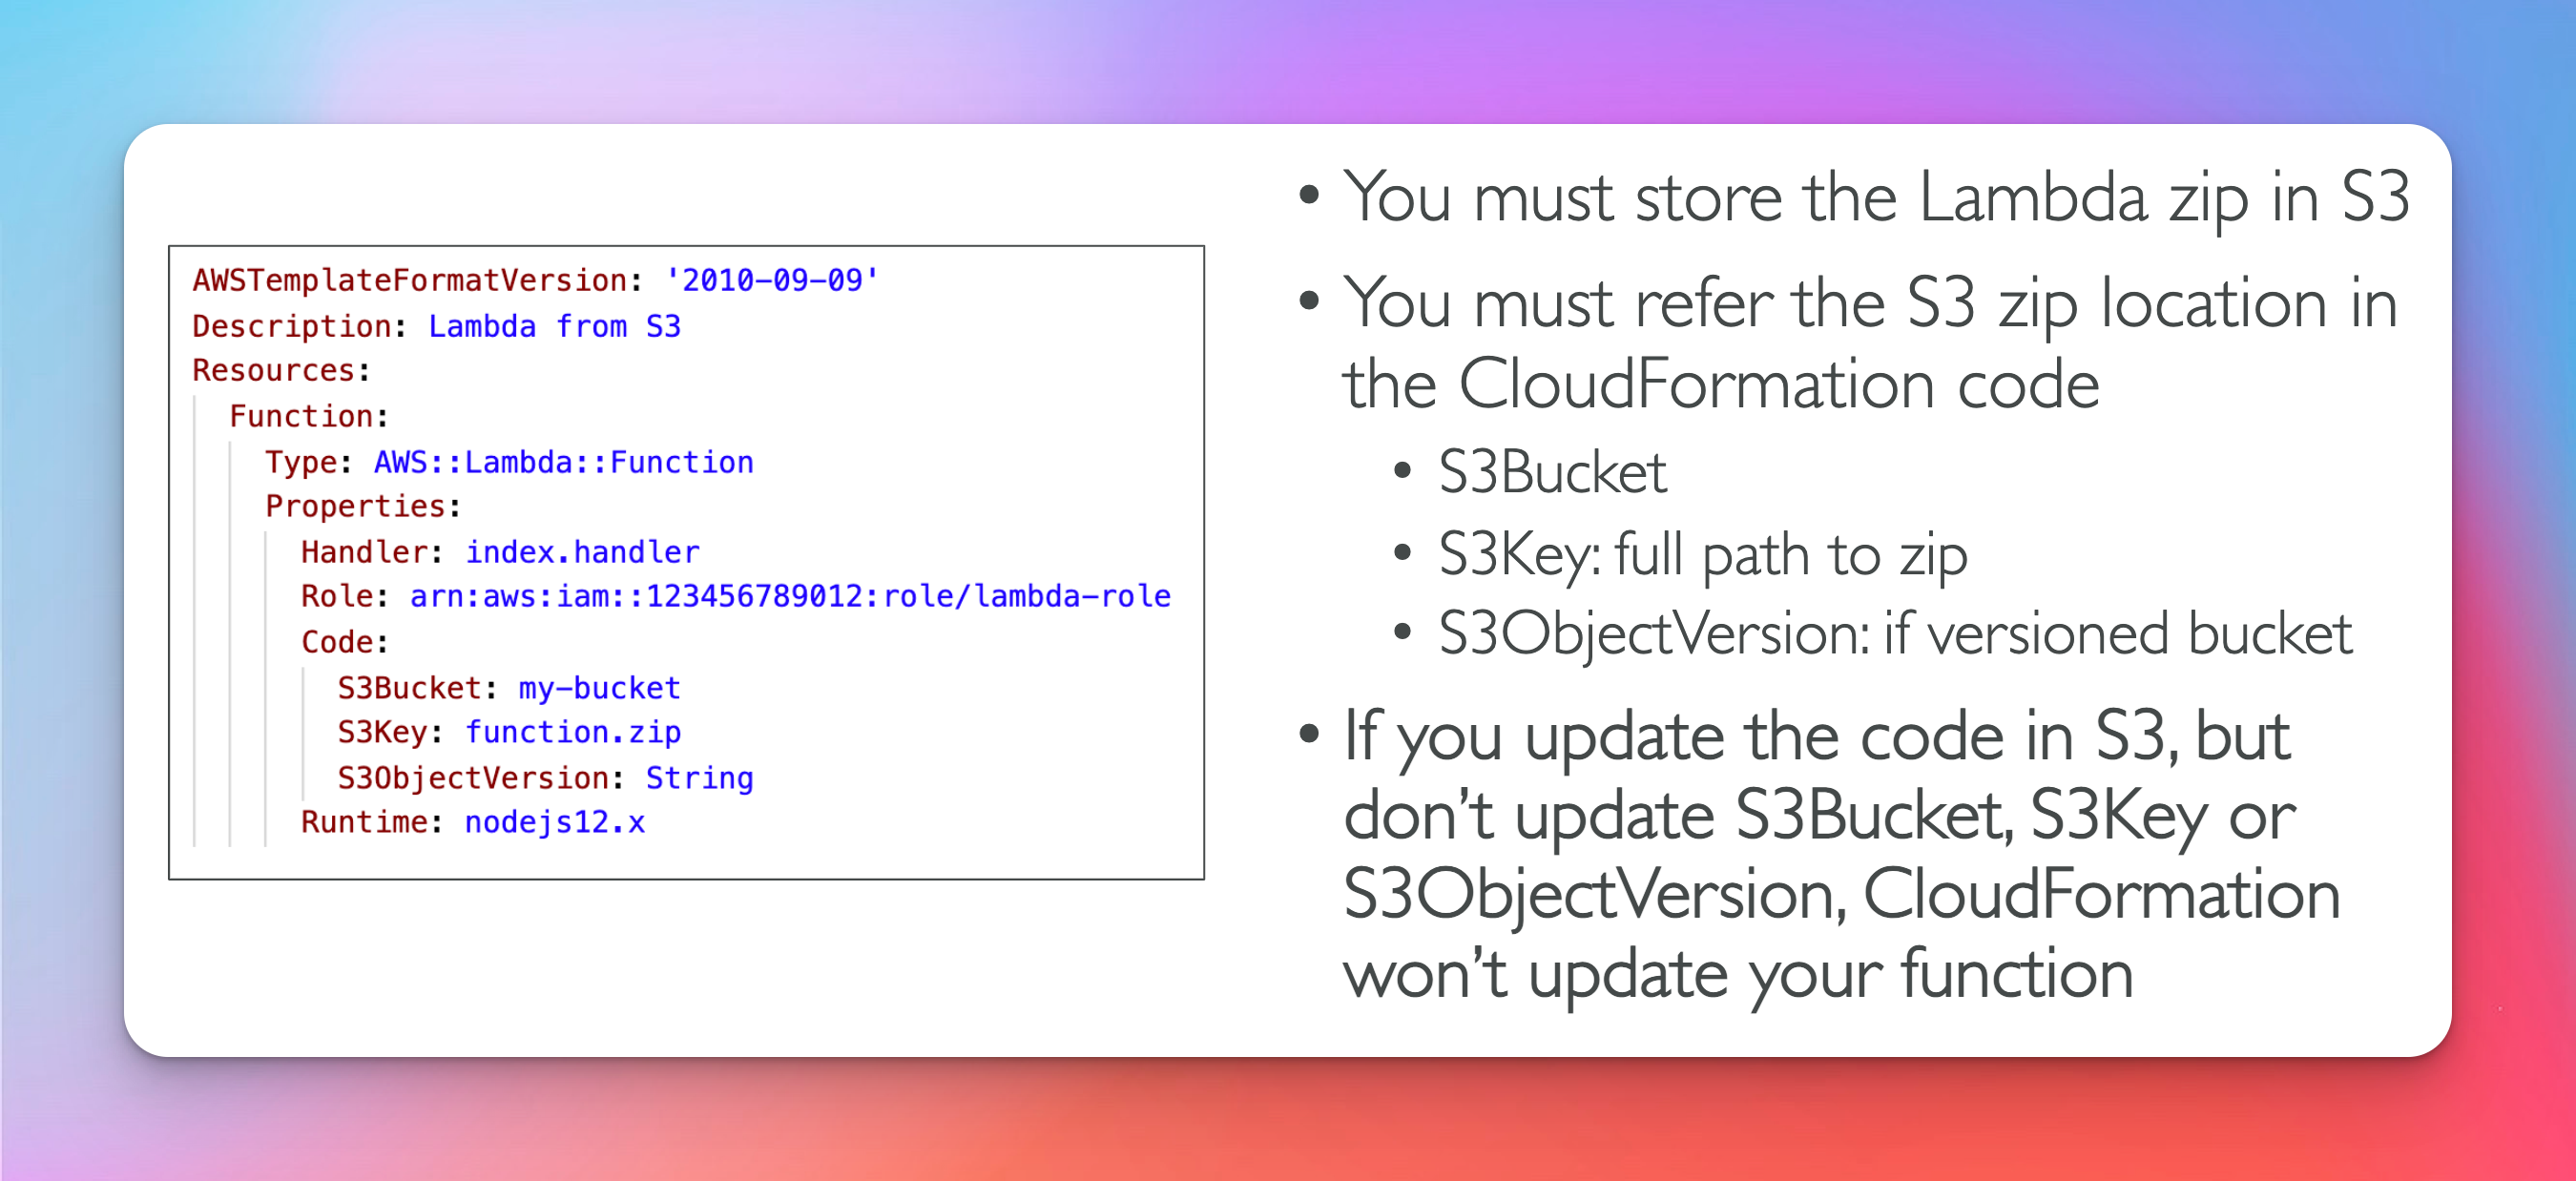 AWSTemplateFormatVersion: '2010-09-09'
Description: Lambda from S3
Resources:
Function:
Type: AWS::Lambda::Function
Properties:
Handler: index.handler
Role: arn:aws:iam::123456789012:role/lambda-role
Code:
S3Bucket: my-bucket
S3Key: function.zip
S3ObjectVersion: String
Runtime: nodejs12.x
• You must store the Lambda zip in S3
• You must refer the S3 zip location in
the CloudFormation code
• S3Bucket
• S3Key: full path to zip
• S3ObjectVersion: if versioned bucket
• If you update the code in S3, but
don’t update S3Bucket, S3Key or
S3ObjectVersion, CloudFormation
won’t update your function